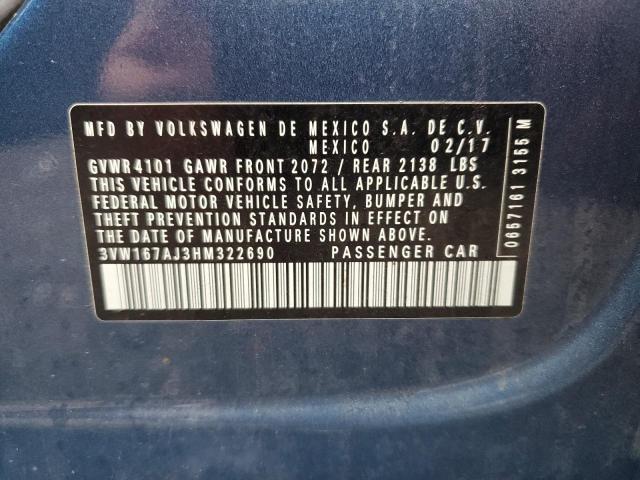 MFD BY VOLKSWAGEN DE MEXICO S.A. DE C.V.
MEXICO 02/17
GVWR 4101 GAWR FRONT 2072 / REAR 2138 LBS
THIS VEHICLE CONFORMS TO ALL APPLICABLE U.S.
FEDERAL MOTOR VEHICLE SAFETY, BUMPER AND
THEFT PREVENTION STANDARDS IN EFFECT ON
THE DATE OF MANUFACTURE SHOWN ABOVE.
3VW167AJ3HM322690 PASSENGER CAR
0657161 3155 M